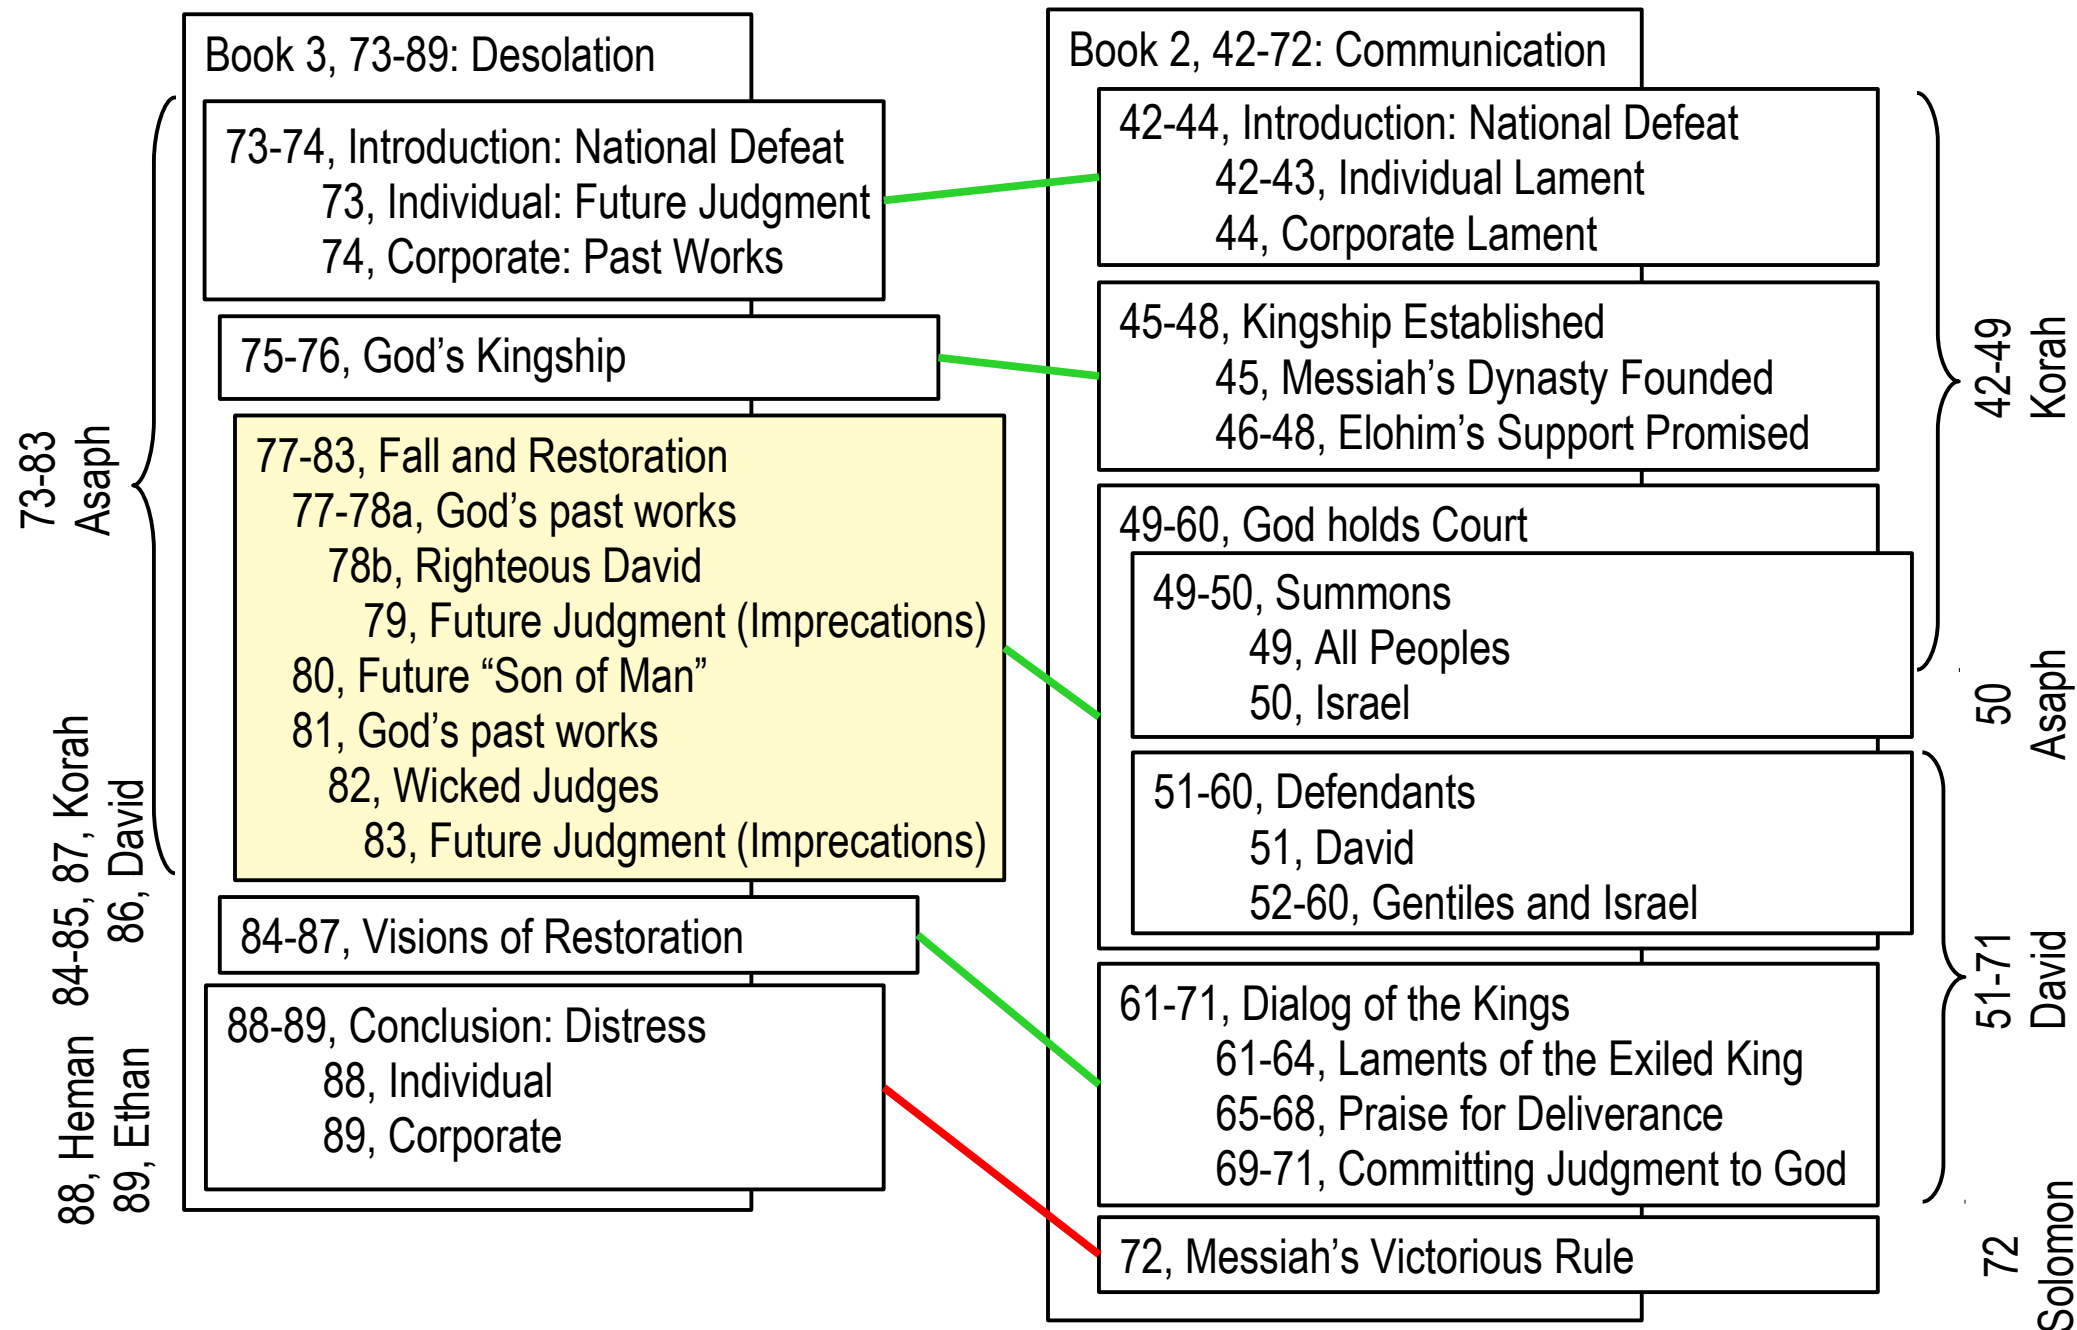 Book 3, 73-89: Desolation
73-74, Introduction: National Defeat
73, Individual: Future Judgment
74, Corporate: Past Works
75-76, God’s Kingship
77-83, Fall and Restoration
77-78a, God’s past works
78b, Righteous David
79, Future Judgment (Imprecations)
80, Future “Son of Man”
81, God’s past works
82, Wicked Judges
83, Future Judgment (Imprecations)
84-87, Visions of Restoration
88-89, Conclusion: Distress
88, Individual
89, Corporate
73-83
Asaph
84-85, 87, Korah
86, David
88, Heman
89, Ethan
Book 2, 42-72: Communication
42-44, Introduction: National Defeat
42-43, Individual Lament
44, Corporate Lament
45-48, Kingship Established
45, Messiah’s Dynasty Founded
46-48, Elohim’s Support Promised
49-60, God holds Court
49-50, Summons
49, All Peoples
50, Israel
51-60, Defendants
51, David
52-60, Gentiles and Israel
61-71, Dialog of the Kings
61-64, Laments of the Exiled King
65-68, Praise for Deliverance
69-71, Committing Judgment to God
72, Messiah’s Victorious Rule
42-49
Korah
50
Asaph
51-71
David
72
Solomon